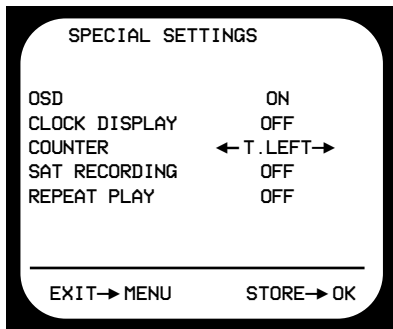 SPECIAL SETTINGS
OSD ON
CLOCK DISPLAY OFF
COUNTER ←T.LEFT→
SAT RECORDING OFF
REPEAT PLAY OFF
EXIT→MENU STORE→OK